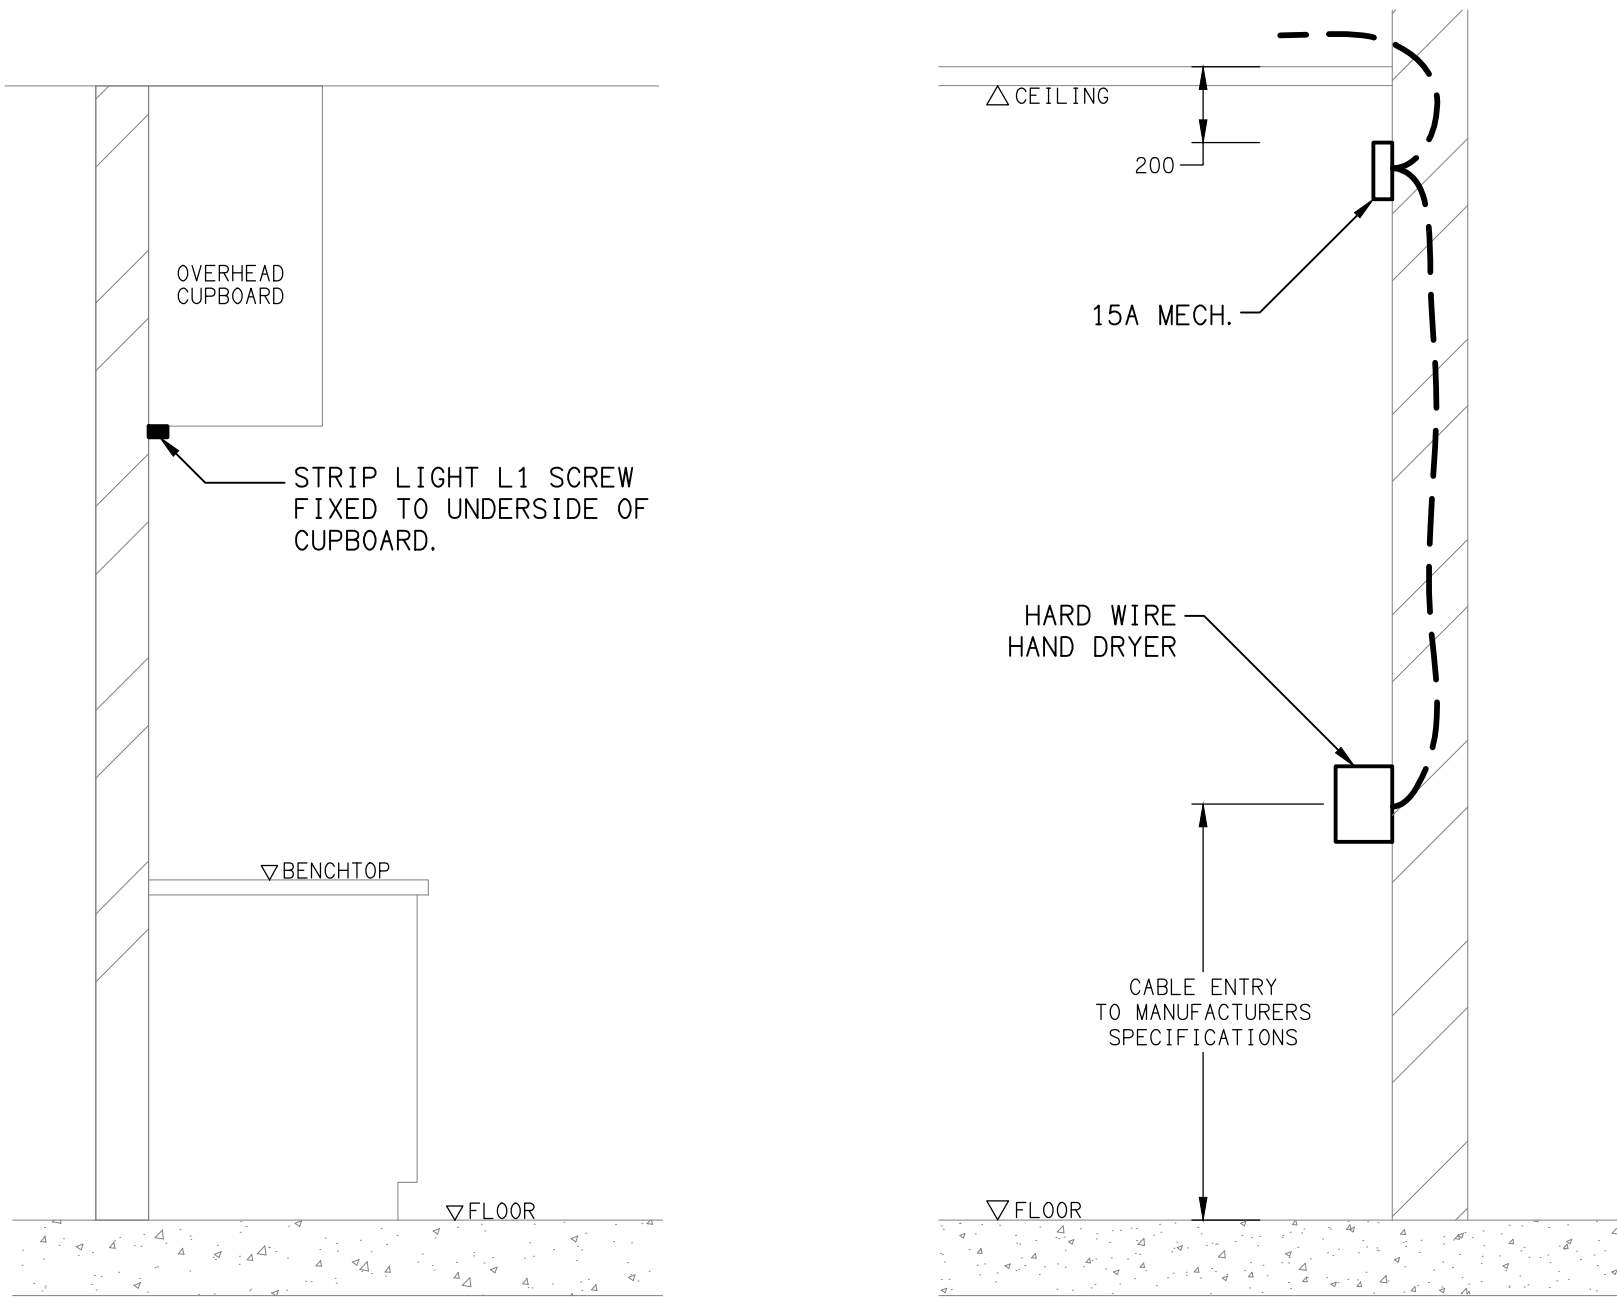 OVERHEAD
CUPBOARD
STRIP LIGHT L1 SCREW
FIXED TO UNDERSIDE OF
CUPBOARD.
BENCHTOP
FLOOR
CEILING
200
15A MECH.
HARD WIRE
HAND DRYER
CABLE ENTRY
TO MANUFACTURERS
SPECIFICATIONS
FLOOR